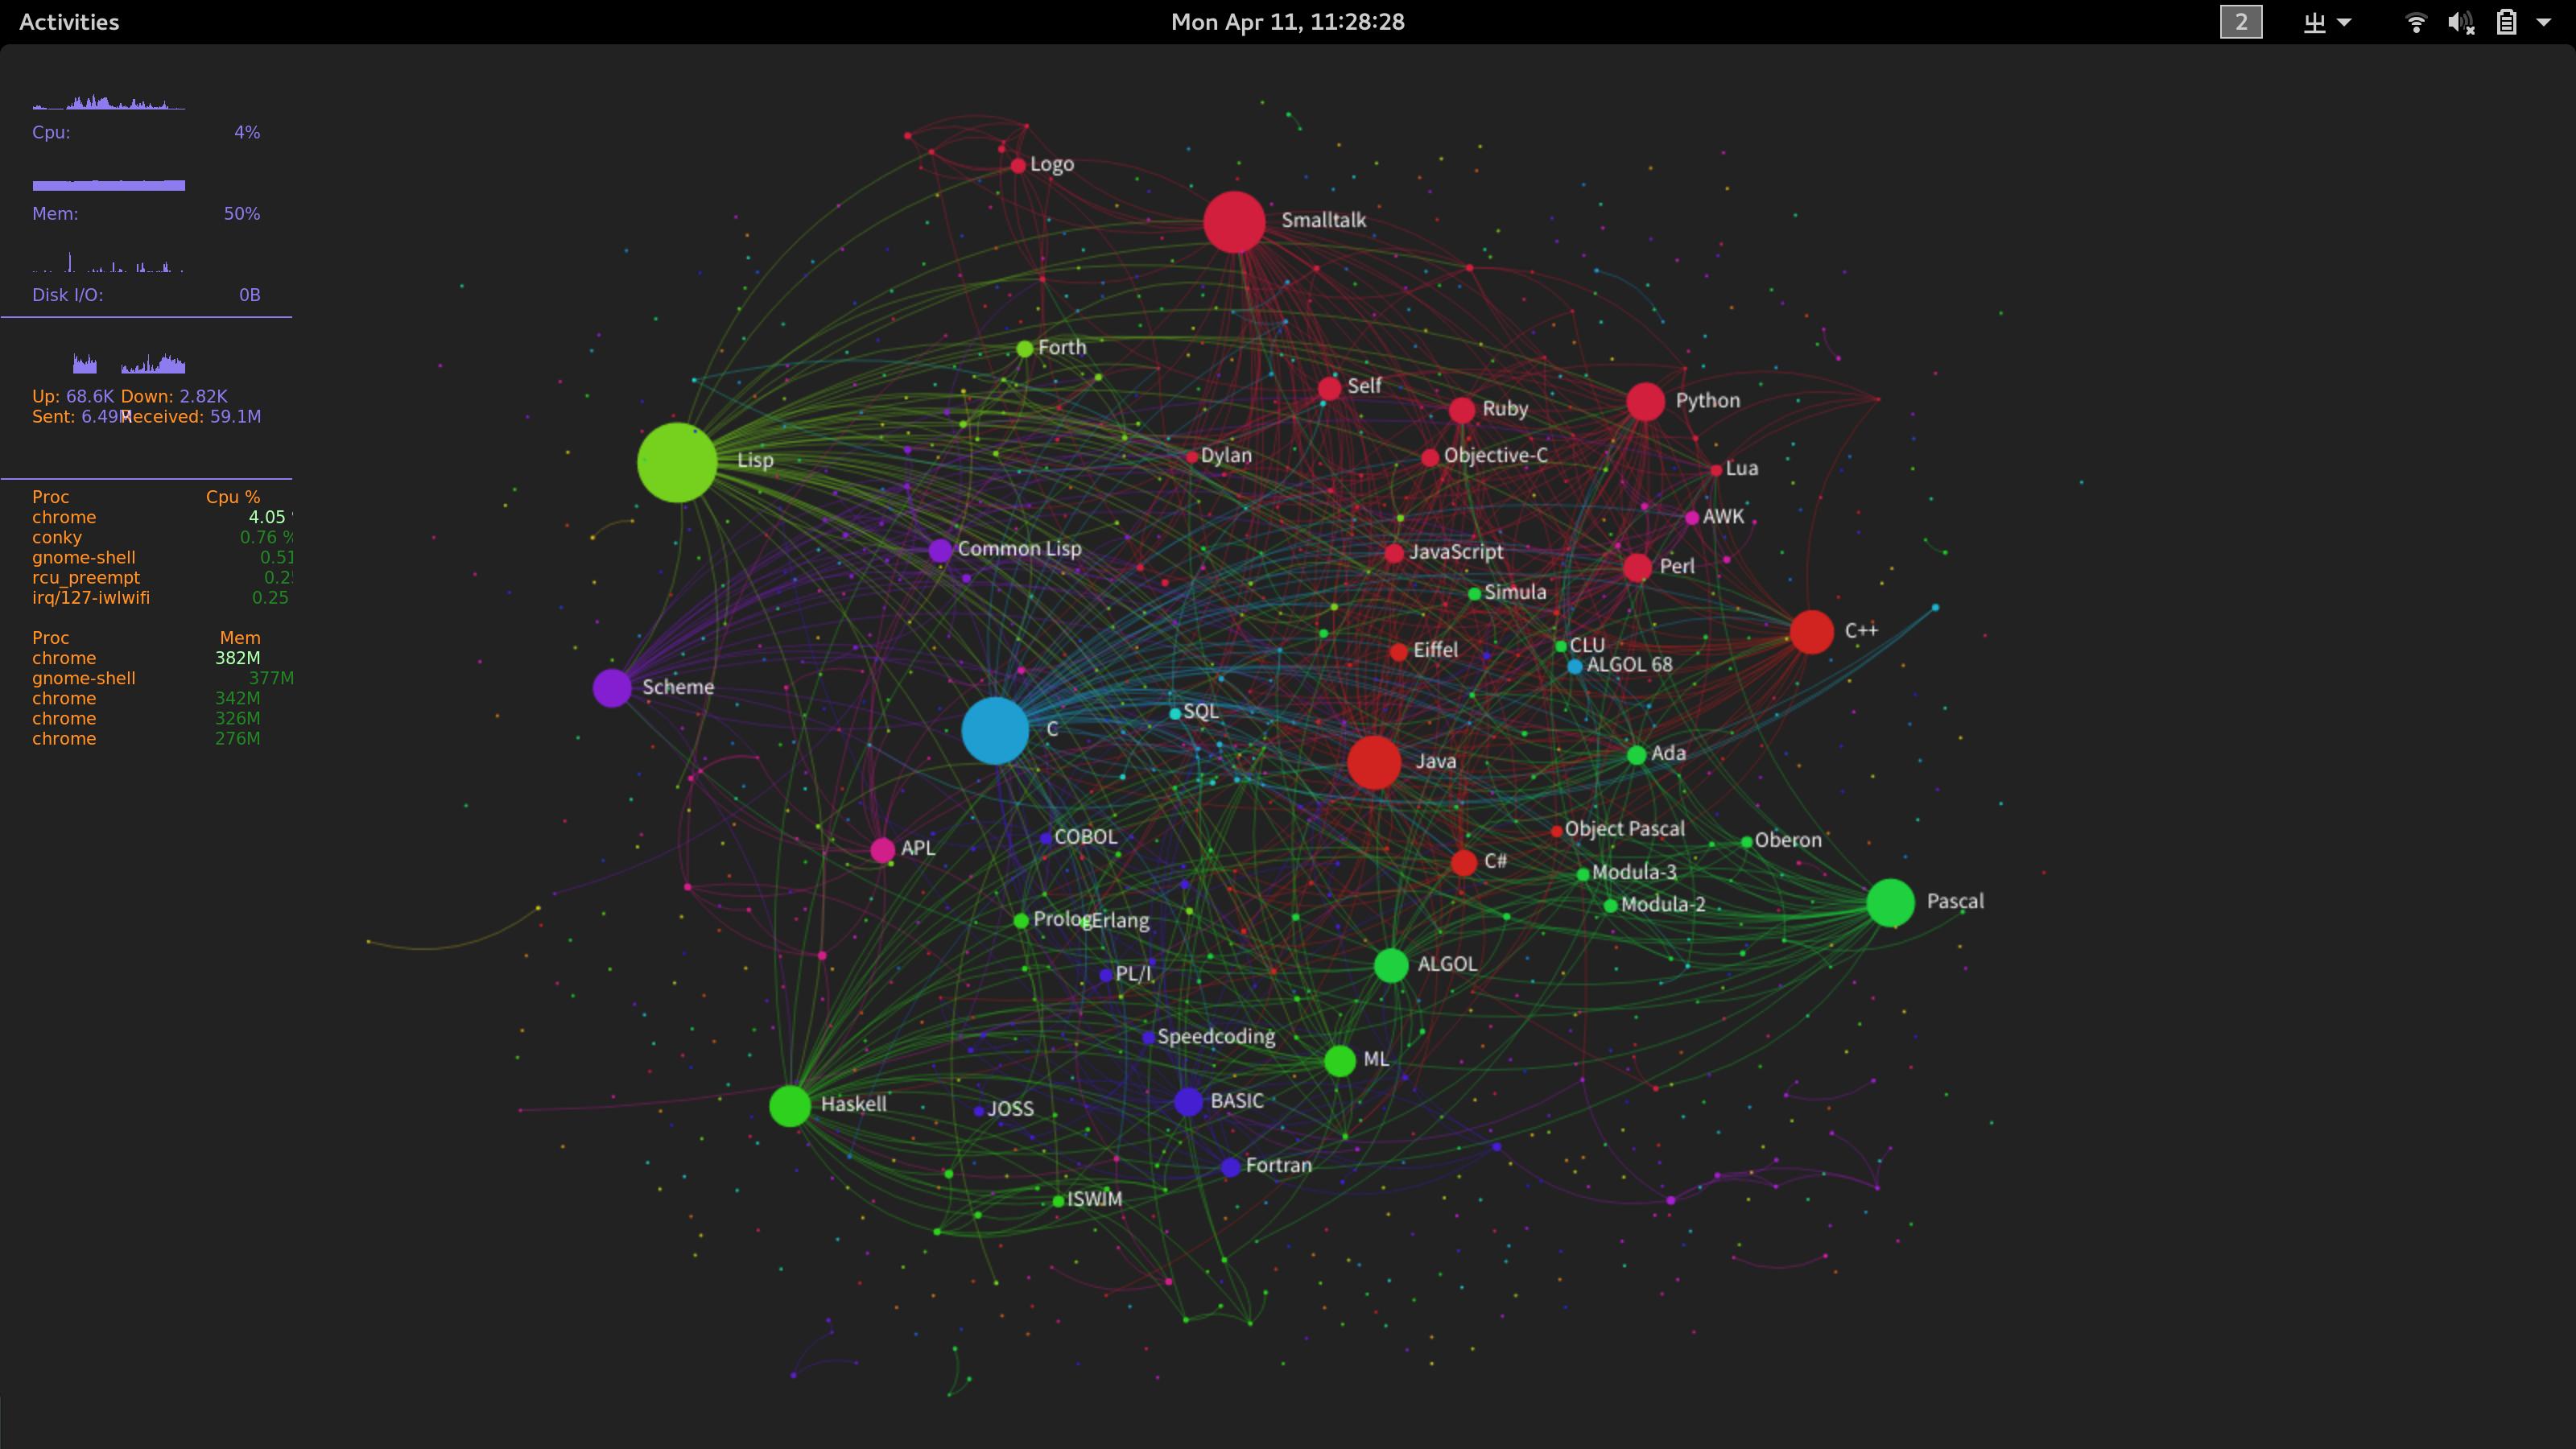 Activities
Mon Apr 11, 11:28:28
2
Cpu: 4%
Mem: 50%
Disk I/O: 0B
Up: 68.6K Down: 2.82K
Sent: 6.49M Received: 59.1M
Proc Cpu %
chrome 4.05
conky 0.76 %
gnome-shell 0.51
rcu_preempt 0.2
irq/127-iwlwifi 0.25
Proc Mem
chrome 382M
gnome-shell 377M
chrome 342M
chrome 326M
chrome 276M
Logo
Smalltalk
Forth
Self
Python
Ruby
Dylan
Objective-C
Lisp
Lua
AWK
Common Lisp
JavaScript
Perl
Simula
C++
CLU
Eiffel
ALGOL 68
Scheme
SQL
C
Ada
Java
Object Pascal
COBOL
Oberon
APL
C#
Modula-3
Pascal
Modula-2
Prolog
Erlang
ALGOL
PL/I
Speedcoding
ML
BASIC
Haskell
JOSS
Fortran
ISWIM